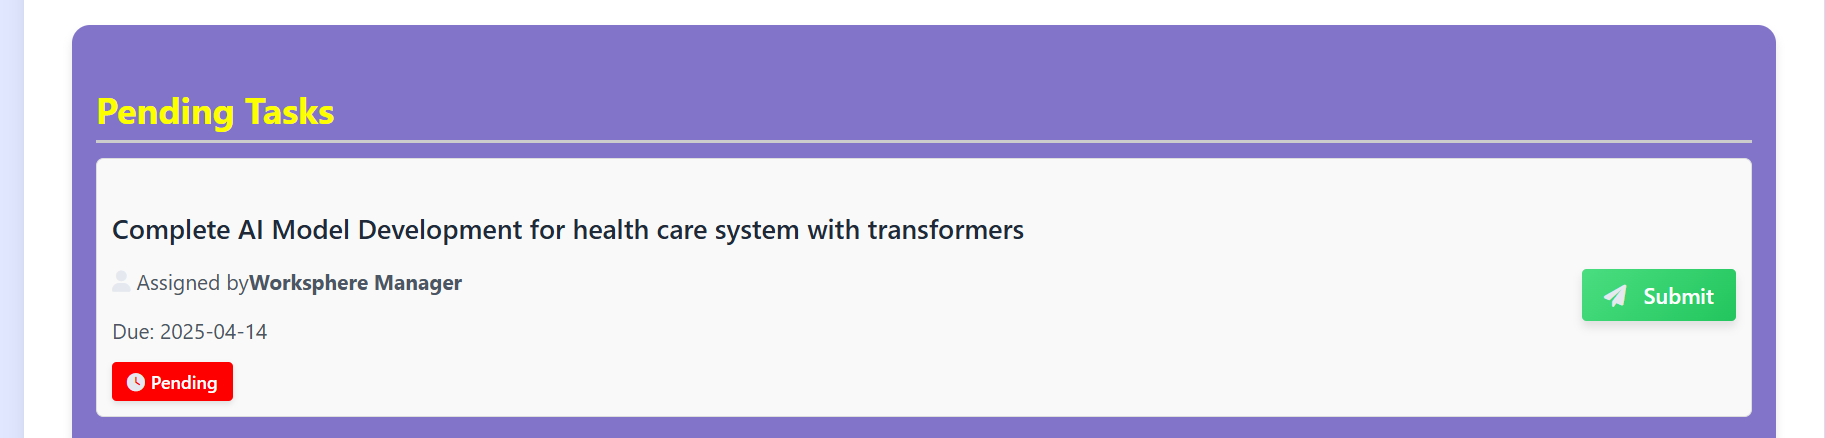 Pending Tasks
Complete AI Model Development for health care system with transformers
Assigned byWorksphere Manager
Submit
Due: 2025-04-14
Pending